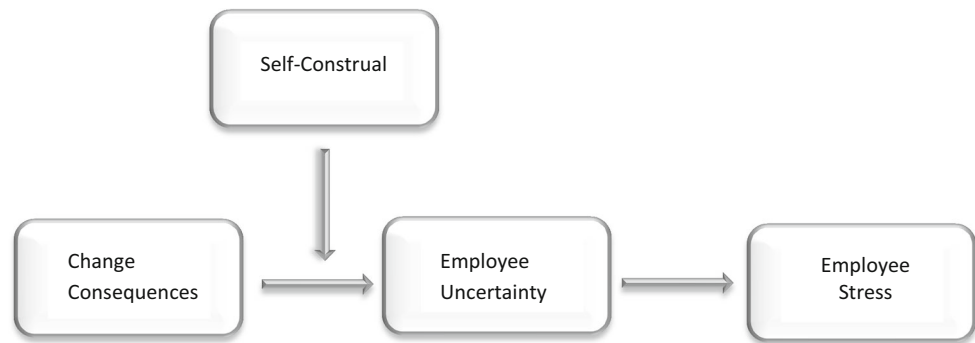 Self-Construal
Change
Consequences
Employee
Uncertainty
Employee
Stress